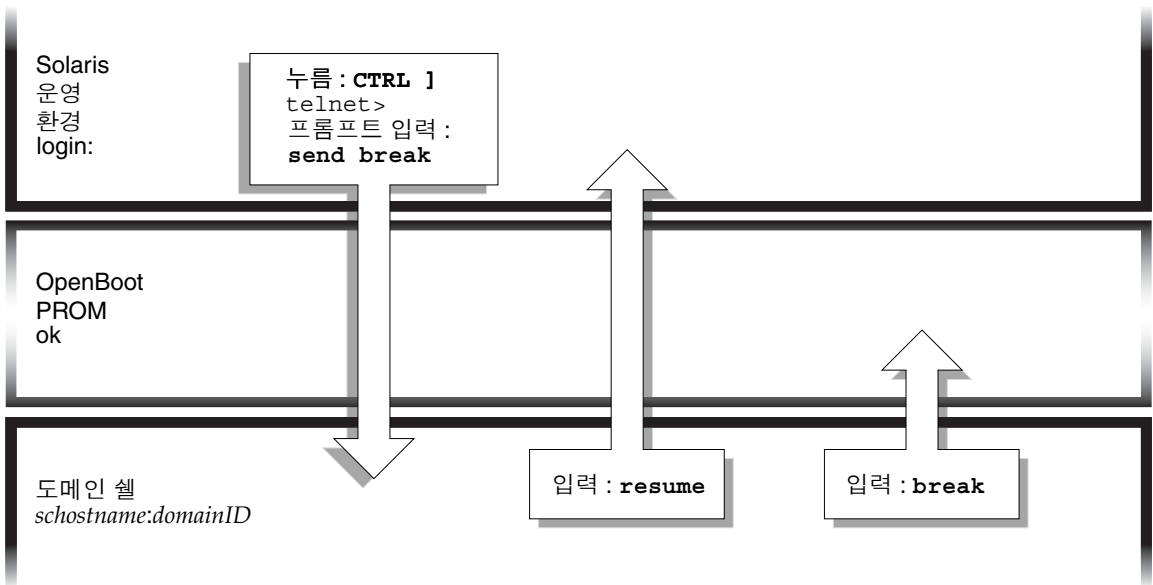 Solaris
운영
환경
login:
누름 : CTRL ]
telnet>
프롬프트 입력 :
send break
OpenBoot
PROM
ok
도메인 쉘
schostname:domainID
입력 : resume
입력 : break